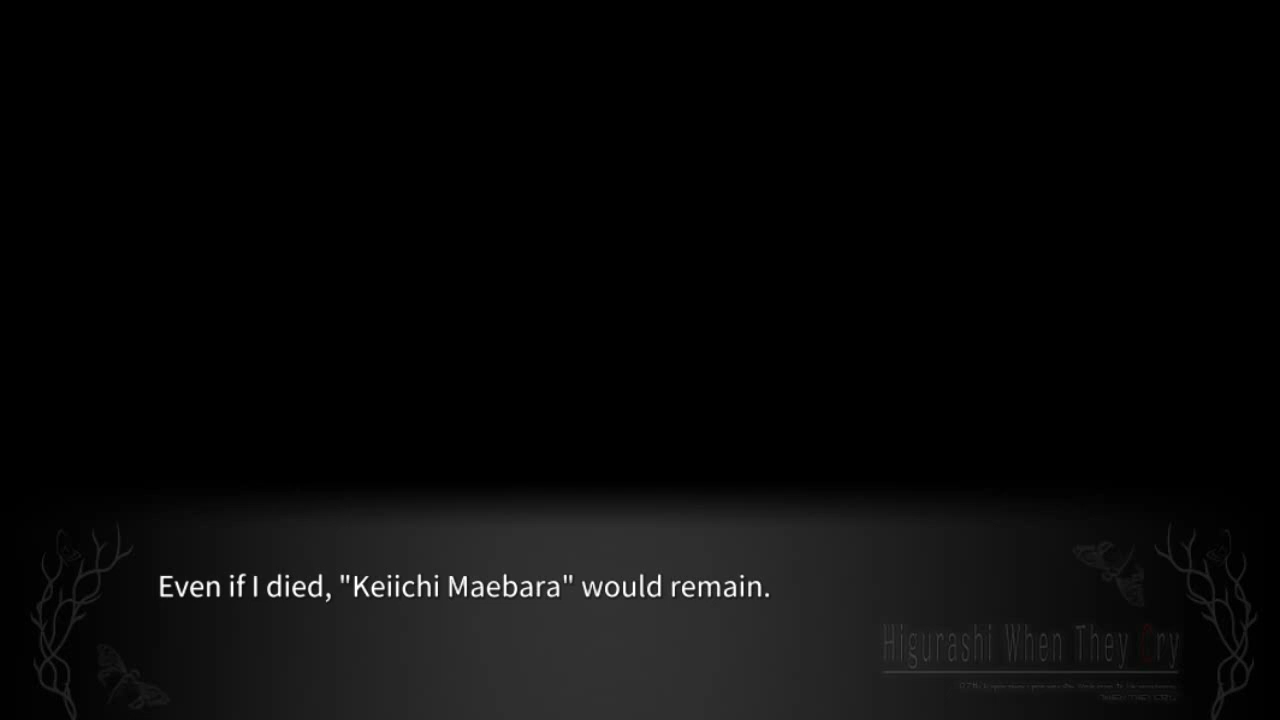 Even if I died, "Keiichi Maebara" would remain.
Higurashi When They Cry